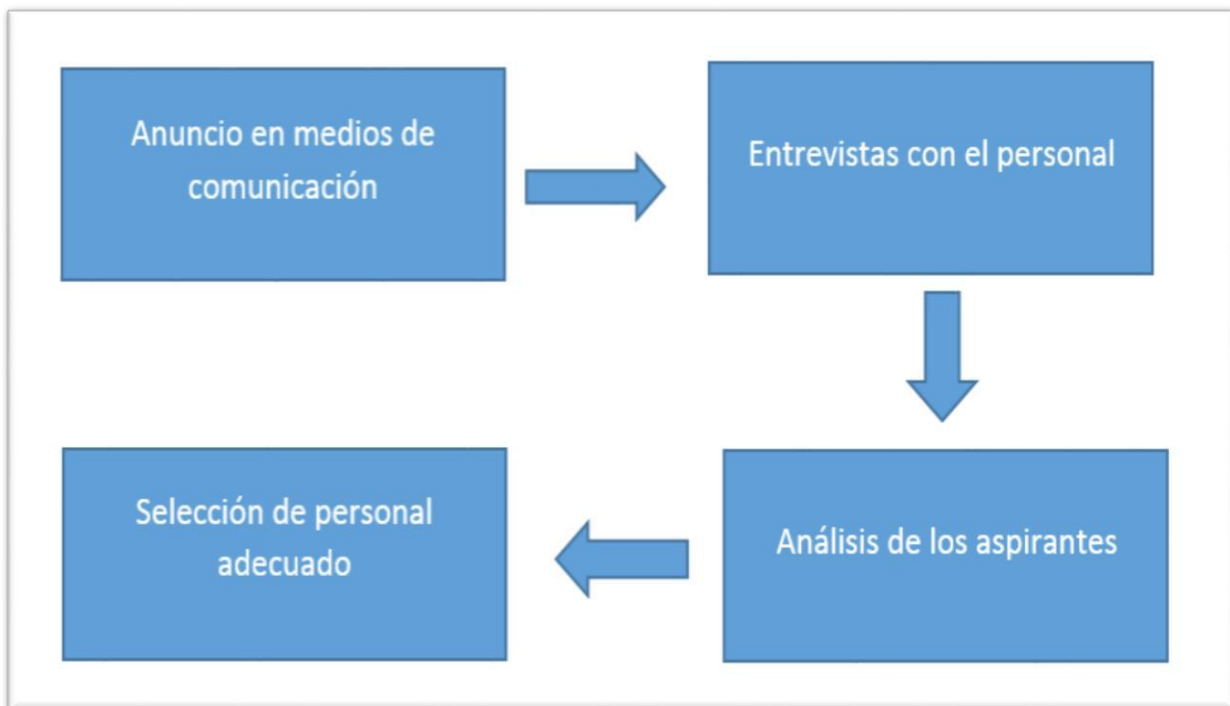 Anuncio en medios de
comunicación
Entrevistas con el personal
Análisis de los aspirantes
Selección de personal
adecuado